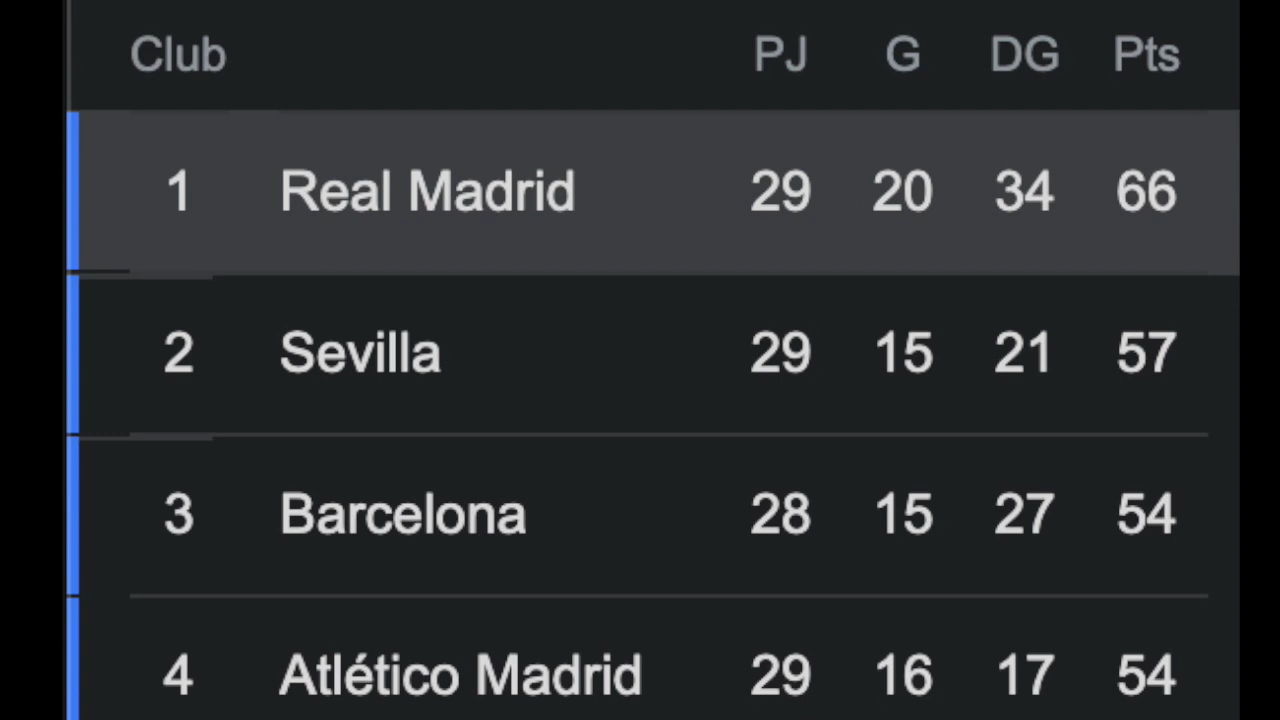 Club PJ G DG Pts
1 Real Madrid 29 20 34 66
2 Sevilla 29 15 21 57
3 Barcelona 28 15 27 54
4 Atlético Madrid 29 16 17 54